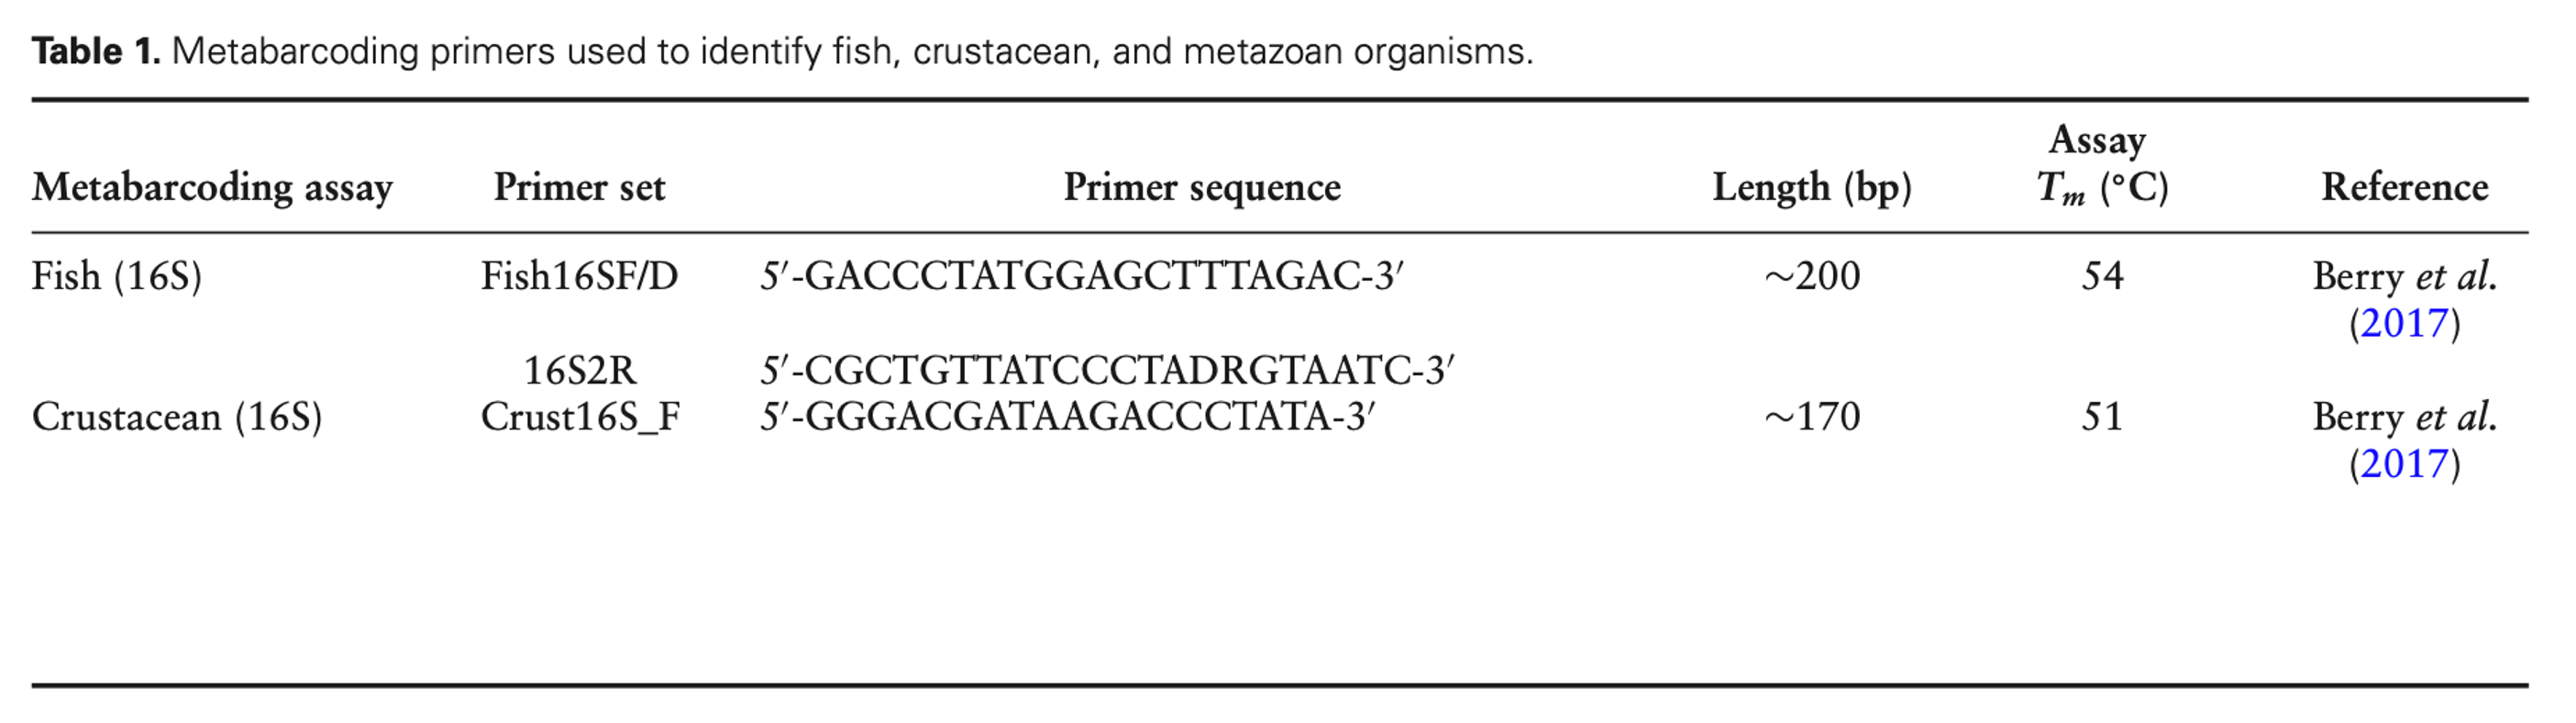 Table 1. Metabarcoding primers used to identify fish, crustacean, and metazoan organisms.
Assay
Metabarcoding assay Primer set Primer sequence Length (bp) Tm (°C) Reference
Fish (16S) Fish16SF/D 5′-GACCCTATGGAGCTTTAGAC-3′ ~200 54 Berry et al.
(2017)
16S2R 5′-CGCTGTTATCCCTADRGTAATC-3′
Crustacean (16S) Crust16S_F 5′-GGGACGATAAGACCCTATA-3′ ~170 51 Berry et al.
(2017)